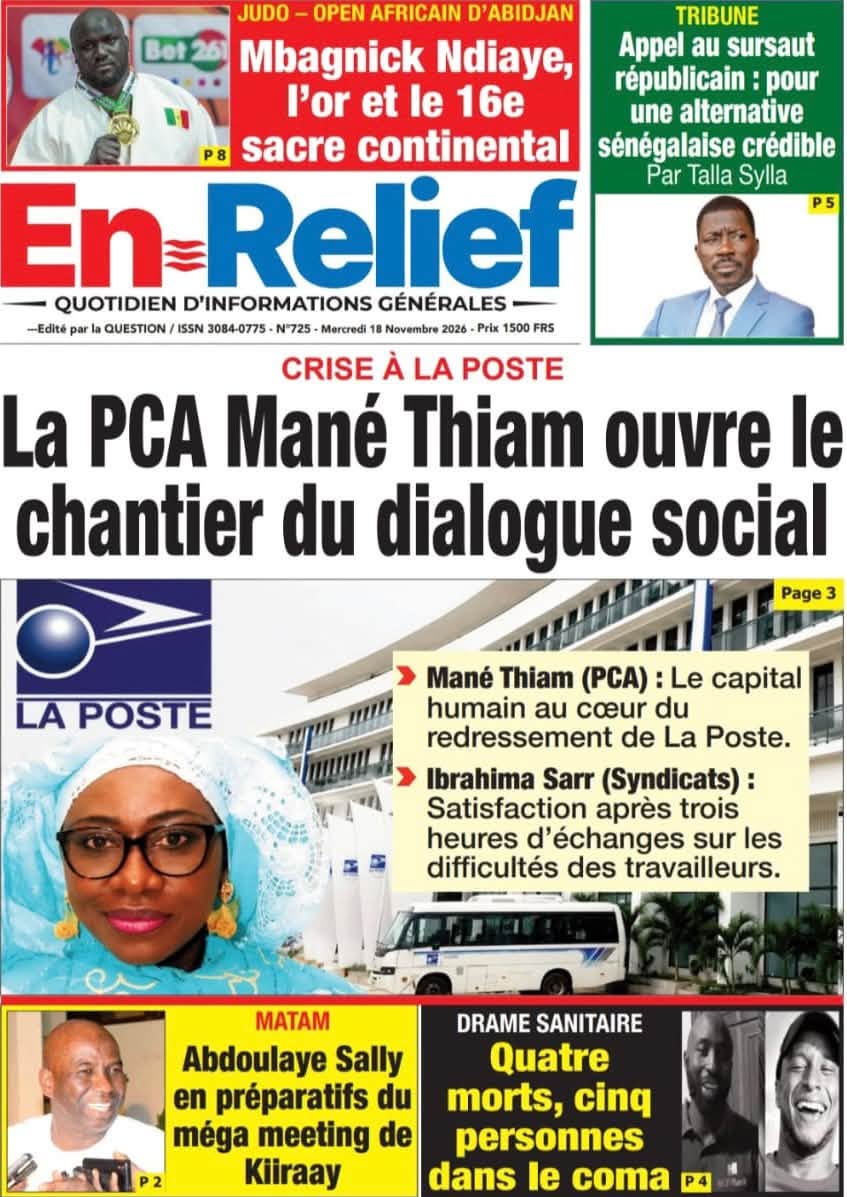 JUDO – OPEN AFRICAIN D'ABIDJAN
Mbagnick Ndiaye,
l'or et le 16e
sacre continental
P 8
Bet 261
TRIBUNE
Appel au sursaut
républicain : pour
une alternative
sénégalaise crédible
Par Talla Sylla
P 5
En Relief
QUOTIDIEN D'INFORMATIONS GÉNÉRALES
---Edité par la QUESTION / ISSN 3084-0775 - N°725 - Mercredi 18 Novembre 2026 - Prix 1500 FRS
CRISE À LA POSTE
La PCA Mané Thiam ouvre le
chantier du dialogue social
Page 3
LA POSTE
Mané Thiam (PCA) : Le capital
humain au cœur du
redressement de La Poste.
Ibrahima Sarr (Syndicats) :
Satisfaction après trois
heures d'échanges sur les
difficultés des travailleurs.
MATAM
Abdoulaye Sally
en préparatifs du
méga meeting de
Kiiraay
P 2
DRAME SANITAIRE
Quatre
morts, cinq
personnes
dans le coma
P 4